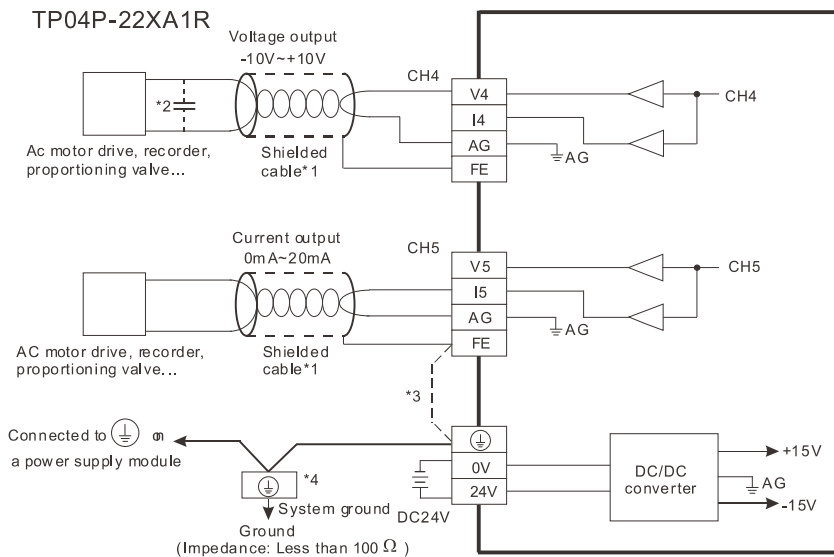 TP04P-22XA1R
Voltage output
-10V~+10V
CH4
*2
V4
I4
AG
FE
CH4
AG
Ac motor drive, recorder,
proportioning valve...
Shielded
cable*1
Current output
0mA~20mA
CH5
V5
I5
AG
FE
CH5
AG
AC motor drive, recorder,
proportioning valve...
Shielded
cable*1
*3
Connected to on
a power supply module
*4
System ground
Ground
(Impedance: Less than 100 Ω )
DC24V
0V
24V
DC/DC
converter
+15V
AG
-15V